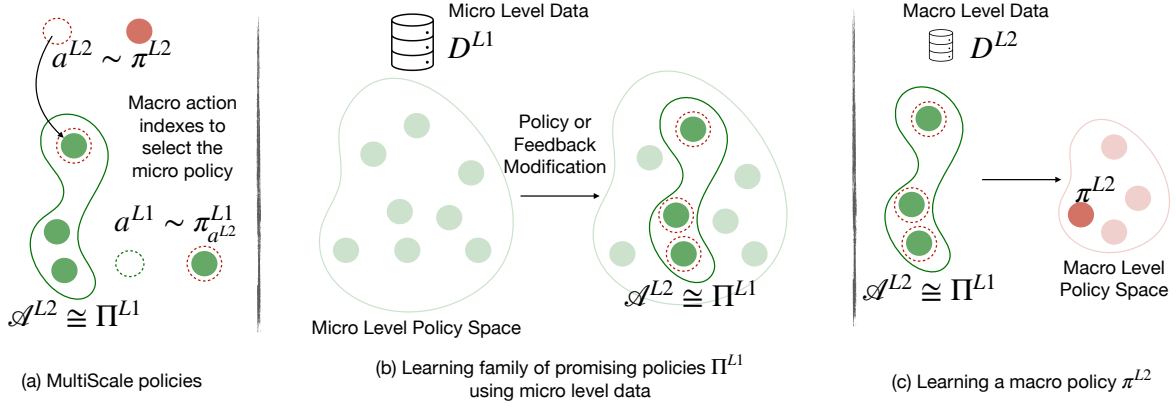 a^{L2} ∼ π^{L2}
Macro action
indexes to
select the
micro policy
a^{L1} ∼ π^{L1}_{a^{L2}}
𝒜^{L2} ≅ Π^{L1}
(a) MultiScale policies
Micro Level Data
D^{L1}
Policy or
Feedback
Modification
𝒜^{L2} ≅ Π^{L1}
Micro Level Policy Space
(b) Learning family of promising policies Π^{L1}
using micro level data
Macro Level Data
D^{L2}
π^{L2}
𝒜^{L2} ≅ Π^{L1}
Macro Level
Policy Space
(c) Learning a macro policy π^{L2}